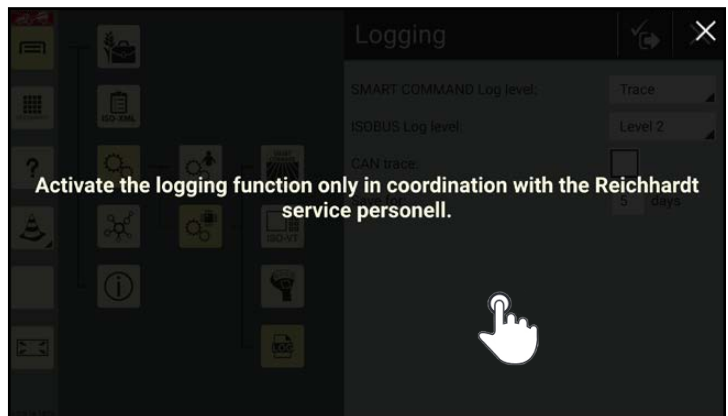 Logging
SMART COMMAND Log level:
Trace
ISOBUS Log level:
Level 2
CAN trace:
Activate the logging function only in coordination with the Reichhardt
service personell.
5 days
ISO-XML
ISO-VT
LOG
?
i